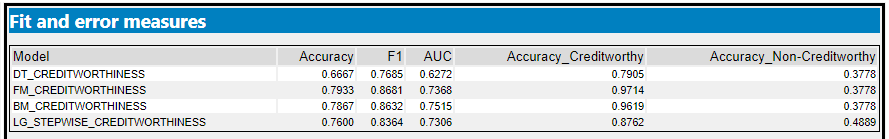 Fit and error measures
Model Accuracy F1 AUC Accuracy_Creditworthy Accuracy_Non-Creditworthy
DT_CREDITWORTHINESS 0.6667 0.7685 0.6272 0.7905 0.3778
FM_CREDITWORTHINESS 0.7933 0.8681 0.7368 0.9714 0.3778
BM_CREDITWORTHINESS 0.7867 0.8632 0.7515 0.9619 0.3778
LG_STEPWISE_CREDITWORTHINESS 0.7600 0.8364 0.7306 0.8762 0.4889